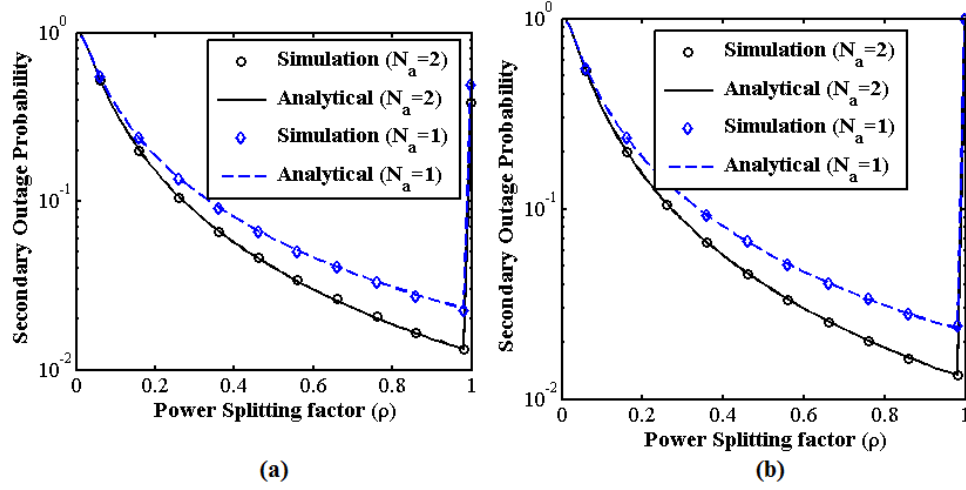 10^0
10^-1
10^-2
Secondary Outage Probability
Simulation (N_a=2)
Analytical (N_a=2)
Simulation (N_a=1)
Analytical (N_a=1)
0 0.2 0.4 0.6 0.8 1
Power Splitting factor (ρ)
(a)
10^0
10^-1
10^-2
Secondary Outage Probability
Simulation (N_a=2)
Analytical (N_a=2)
Simulation (N_a=1)
Analytical (N_a=1)
0 0.2 0.4 0.6 0.8 1
Power Splitting factor (ρ)
(b)